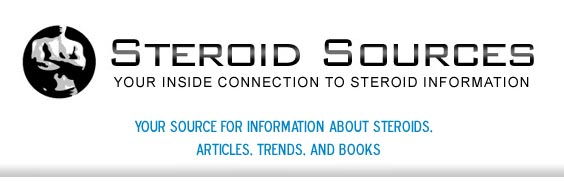 STEROID SOURCES
YOUR INSIDE CONNECTION TO STEROID INFORMATION
YOUR SOURCE FOR INFORMATION ABOUT STEROIDS,
ARTICLES, TRENDS, AND BOOKS